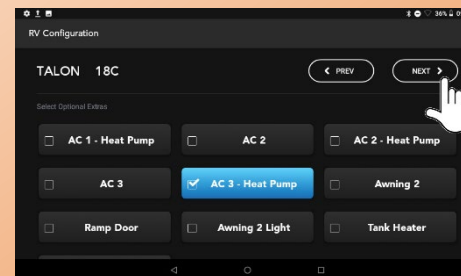 36%
RV Configuration
TALON 18C
PREV
NEXT
Select Optional Extras
AC 1 - Heat Pump
AC 2
AC 2 - Heat Pump
AC 3
AC 3 - Heat Pump
Awning 2
Ramp Door
Awning 2 Light
Tank Heater